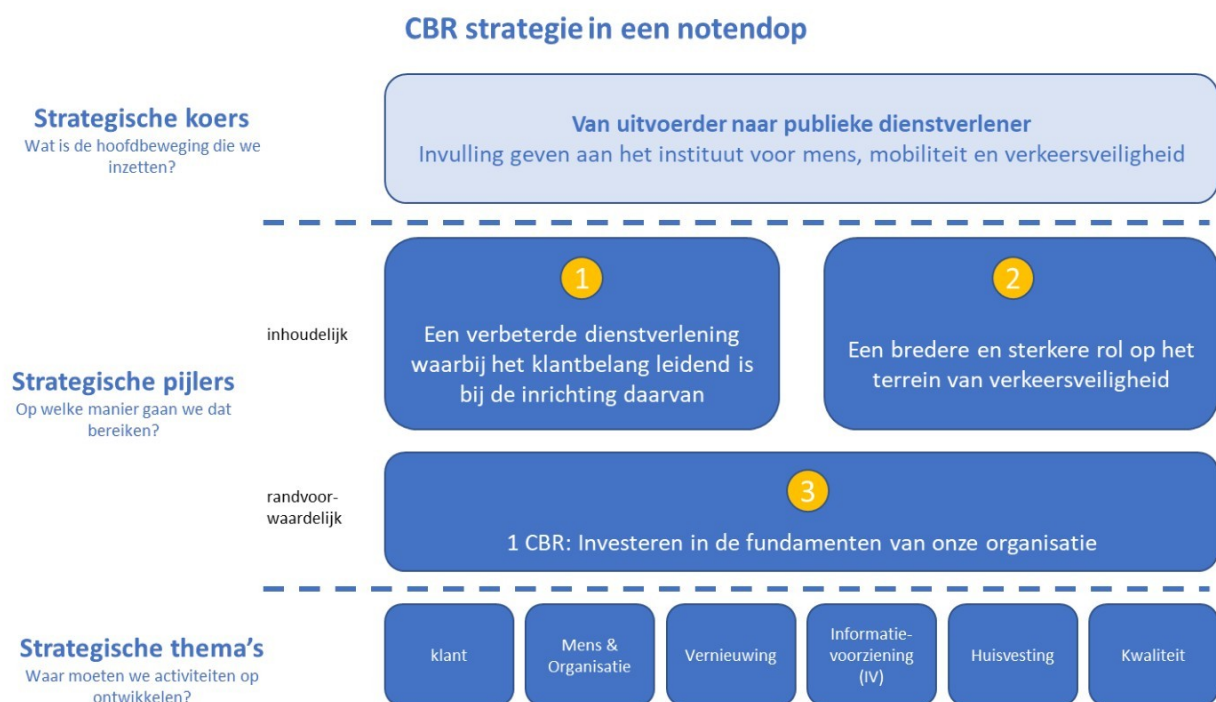 CBR strategie in een notendop
Strategische koers
Wat is de hoofdbeweging die we
inzetten?
Van uitvoerder naar publieke dienstverlener
Invulling geven aan het instituut voor mens, mobiliteit en verkeersveiligheid
Strategische pijlers
Op welke manier gaan we dat
bereiken?
inhoudelijk
1
Een verbeterde dienstverlening
waarbij het klantbelang leidend is
bij de inrichting daarvan
2
Een bredere en sterkere rol op het
terrein van verkeersveiligheid
randvoor-
waardelijk
3
1 CBR: Investeren in de fundamenten van onze organisatie
Strategische thema's
Waar moeten we activiteiten op
ontwikkelen?
klant
Mens &
Organisatie
Vernieuwing
Informatie-
voorziening
(IV)
Huisvesting
Kwaliteit